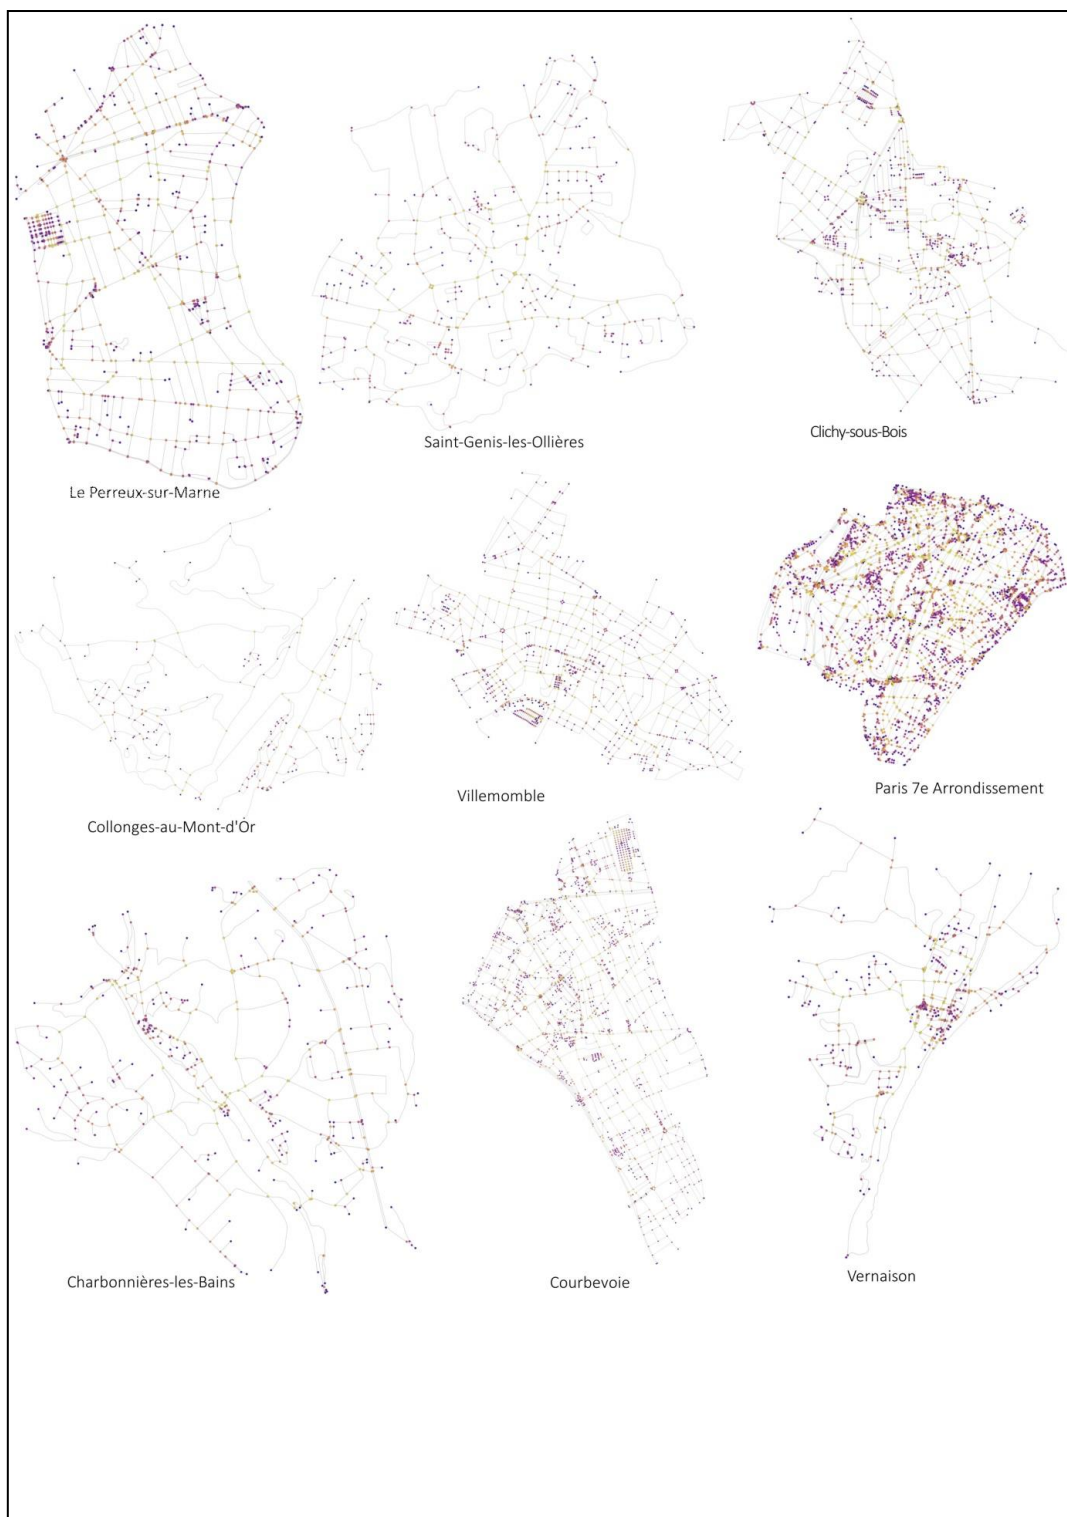 Saint-Genis-les Ollières
Clichy-sous-Bois
Le Perreux-sur-Marne
Villemomble
Paris 7e Arrondissement
Collonges-au-Mont-d'Or
Charbonnières-les-Bains
Courbevoie
Vernaison